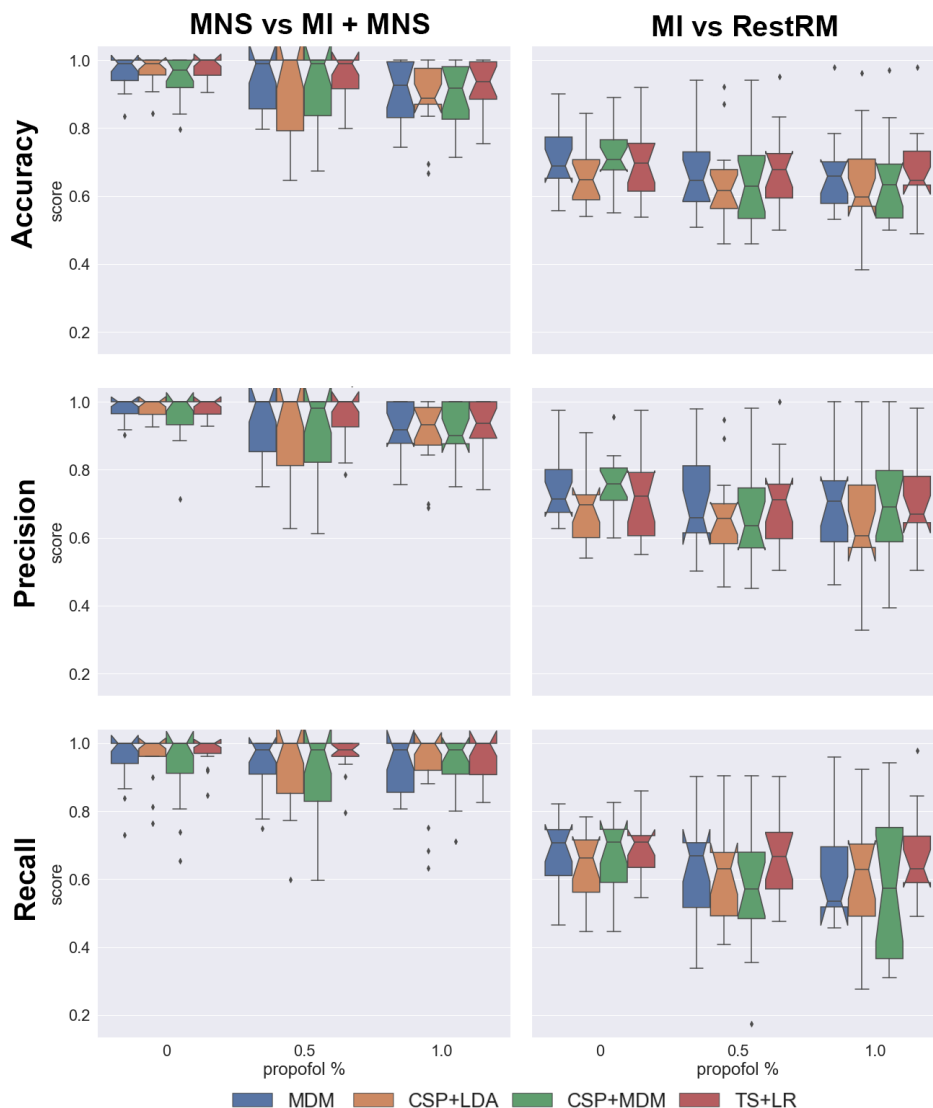 MNS vs MI + MNS
MI vs RestRM
Accuracy
score
1.0
0.8
0.6
0.4
0.2
Precision
score
1.0
0.8
0.6
0.4
0.2
Recall
score
1.0
0.8
0.6
0.4
0.2
0 0.5 1.0
propofol %
0 0.5 1.0
propofol %
MDM CSP+LDA CSP+MDM TS+LR